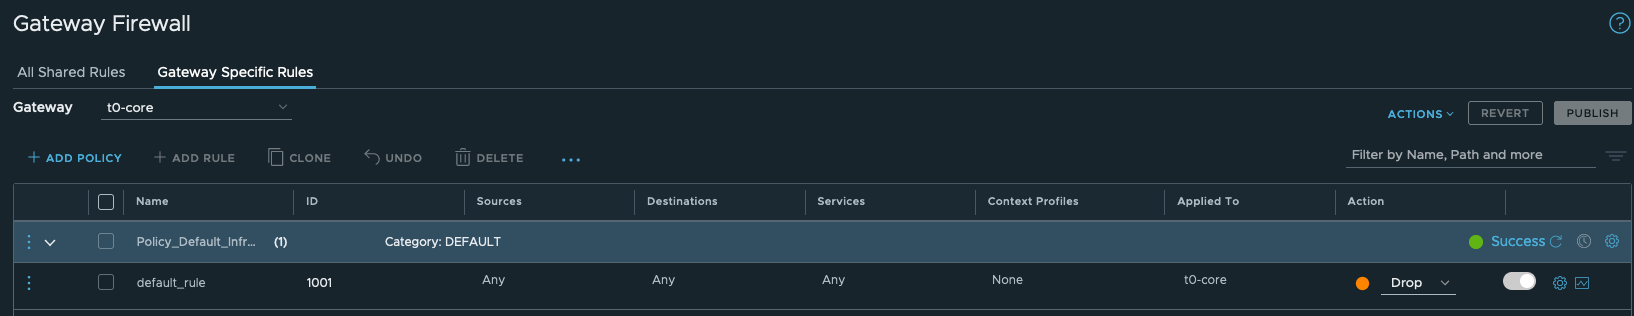 Gateway Firewall
All Shared Rules Gateway Specific Rules
Gateway t0-core
ACTIONS REVERT PUBLISH
+ ADD POLICY + ADD RULE CLONE UNDO DELETE ...
Filter by Name, Path and more
Name ID Sources Destinations Services Context Profiles Applied To Action
Policy_Default_Infr... (1) Category: DEFAULT Success
default_rule 1001 Any Any Any None t0-core Drop